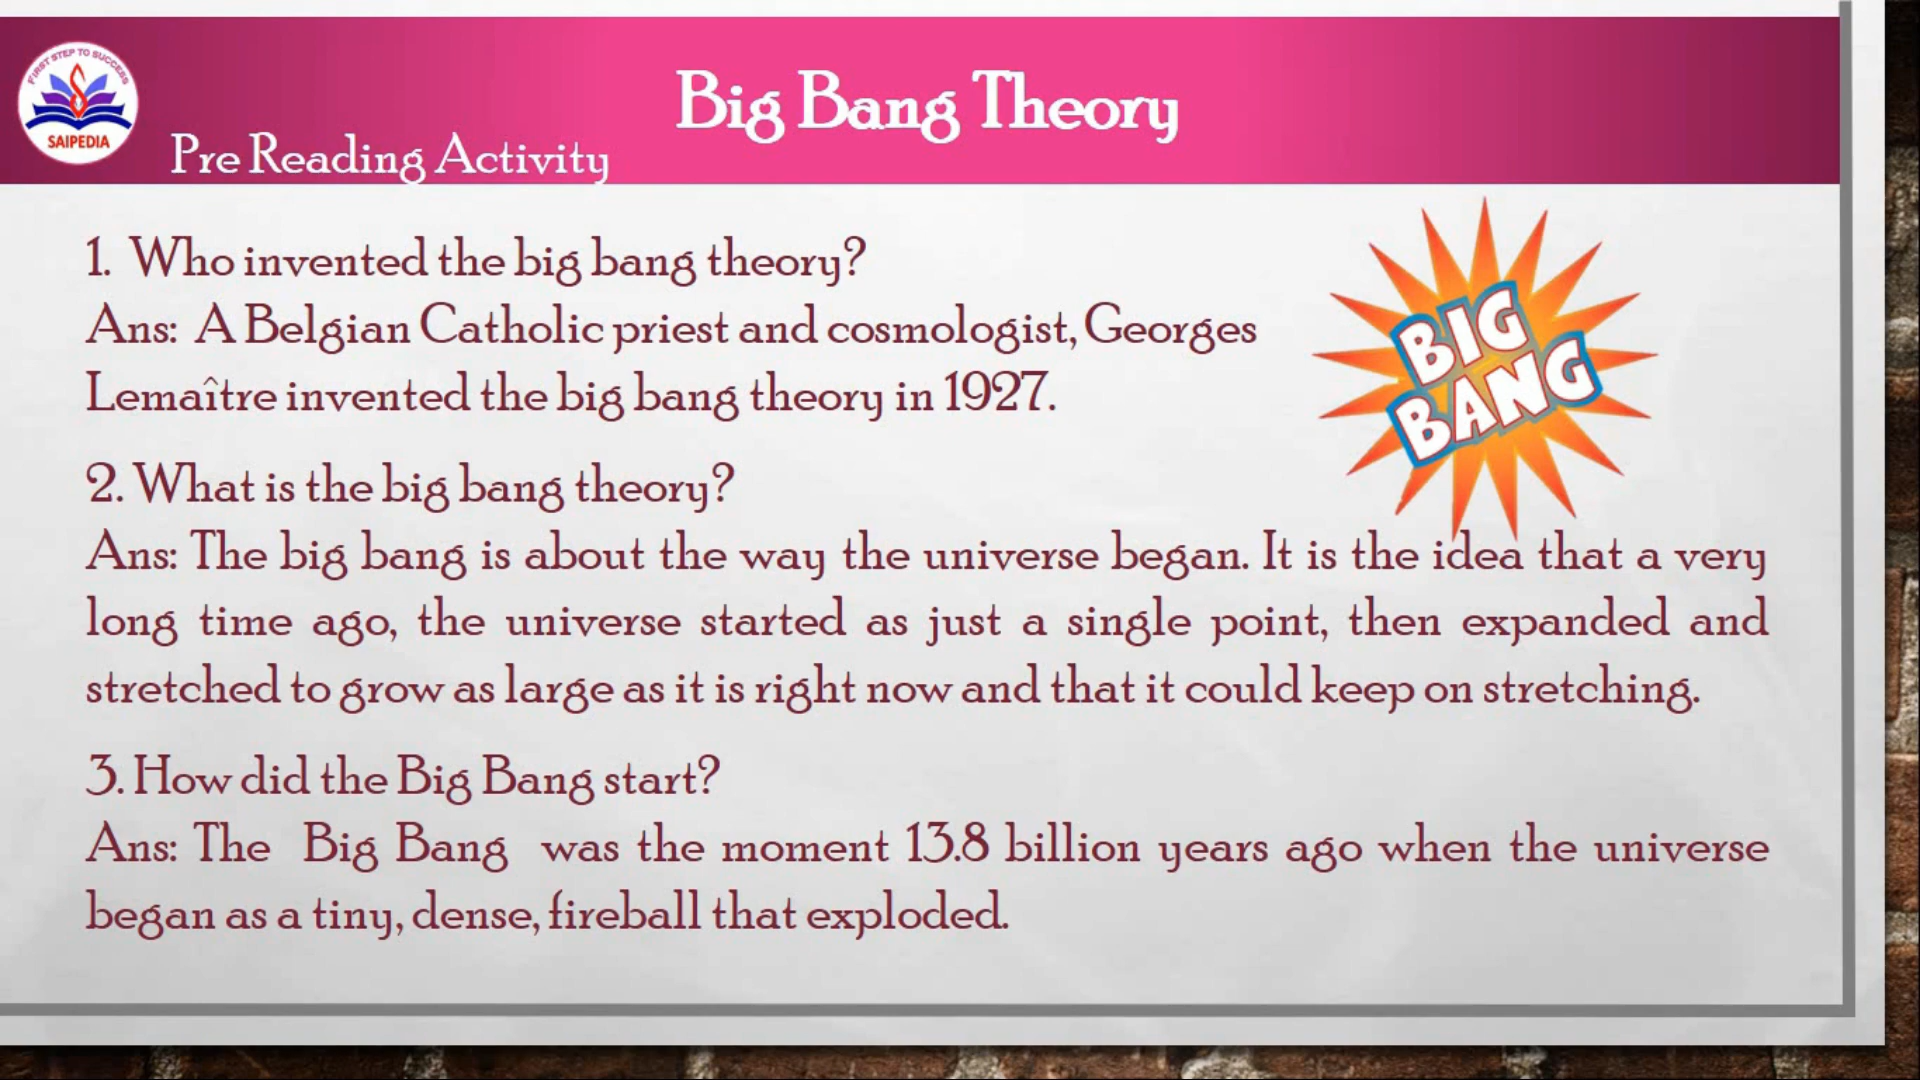 FIRST STEP TO SUCCESS
SAIPEDIA
Big Bang Theory
Pre Reading Activity
1. Who invented the big bang theory?
Ans: A Belgian Catholic priest and cosmologist, Georges
Lemaître invented the big bang theory in 1927.
BIG
BANG
2. What is the big bang theory?
Ans: The big bang is about the way the universe began. It is the idea that a very
long time ago, the universe started as just a single point, then expanded and
stretched to grow as large as it is right now and that it could keep on stretching.
3. How did the Big Bang start?
Ans: The Big Bang was the moment 13.8 billion years ago when the universe
began as a tiny, dense, fireball that exploded.